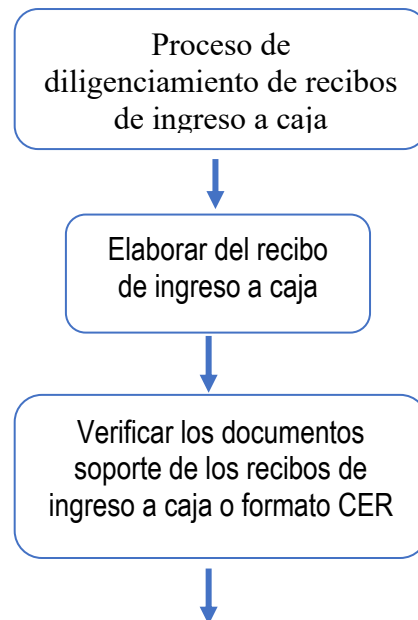 Proceso de
diligenciamiento de recibos
de ingreso a caja
Elaborar del recibo
de ingreso a caja
Verificar los documentos
soporte de los recibos de
ingreso a caja o formato CER